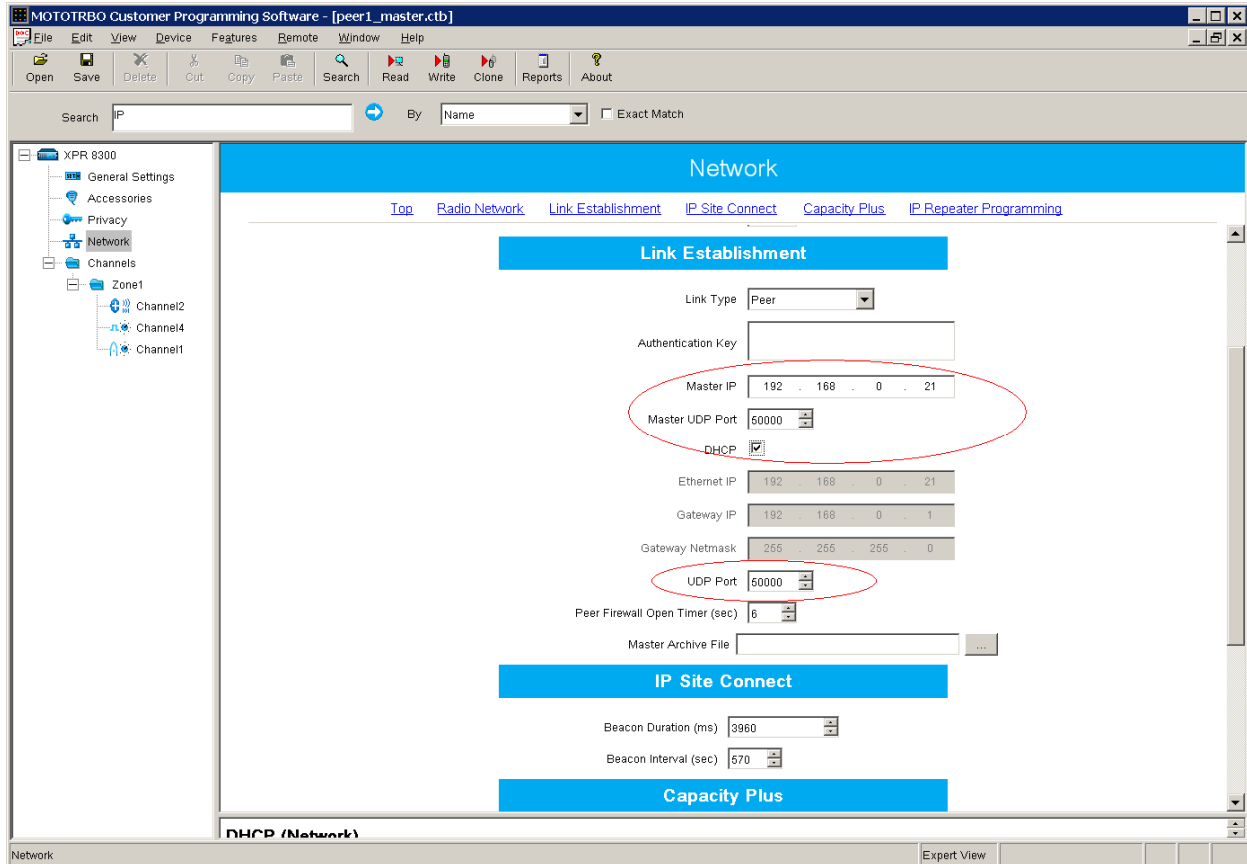 MOTOTRBO Customer Programming Software - [peer1_master.ctb]
File Edit View Device Features Remote Window Help
Open Save Delete Cut Copy Paste Search Read Write Clone Reports About
Search IP By Name Exact Match
XPR 8300
General Settings
Accessories
Privacy
Network
Channels
Zone1
Channel2
Channel4
Channel1
Network
Top Radio Network Link Establishment IP Site Connect Capacity Plus IP Repeater Programming
Link Establishment
Link Type Peer
Authentication Key
Master IP 192 . 168 . 0 . 21
Master UDP Port 50000
DHCP
Ethernet IP 192 . 168 . 0 . 21
Gateway IP 192 . 168 . 0 . 1
Gateway Netmask 255 . 255 . 255 . 0
UDP Port 50000
Peer Firewall Open Timer (sec) 6
Master Archive File ...
IP Site Connect
Beacon Duration (ms) 3960
Beacon Interval (sec) 570
Capacity Plus
DHCP (Network)
Network Expert View